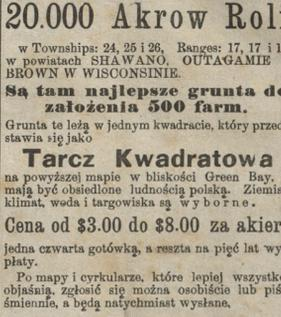 20.000 Akrow Roli
w Townships: 24, 25 i 26, Ranges: 17, 17 i 1
w powiatach SHAWANO, OUTAGAMIE
BROWN w WISCONSINIE.
Są tam najlepsze grunta do
założenia 500 farm.
Grunta te leżą w jednym kwadracie, który przed
stawia się jako
Tarcz Kwadratowa
na powyższej mapie w bliskości Green Bay.
mają być obsiedlone ludnością polską. Ziemia
klimat, woda i targowiska są wyborne.
Cena od $3.00 do $8.00 za akier
jedna czwarta gotówką, a reszta na pięć lat wy
płaty.
Po mapy i cyrkularze, które lepiej wszystko
objaśnią, zgłosić się można osobiście lub piś
śmiennie, a będą natychmiast wysłane,